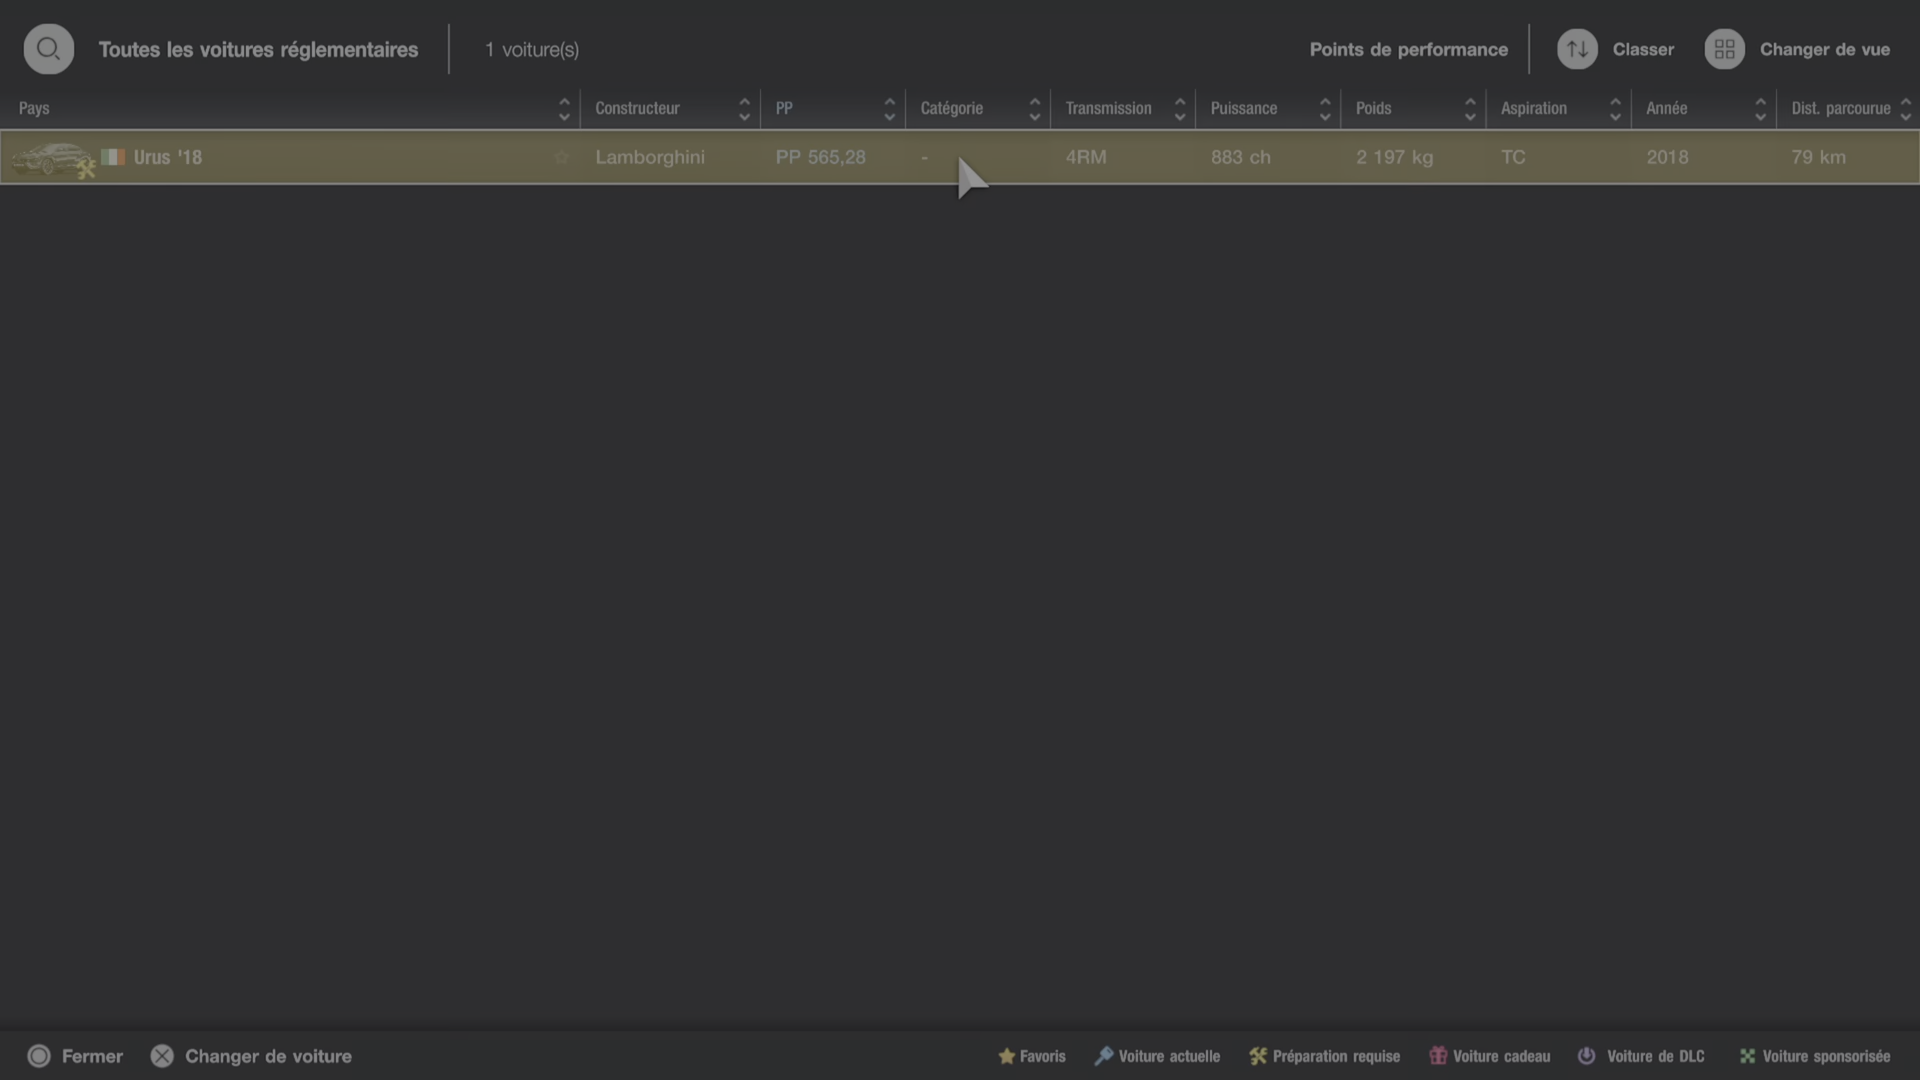 Toutes les voitures réglementaires 1 voiture(s) Points de performance Classer Changer de vue
Pays Constructeur PP Catégorie Transmission Puissance Poids Aspiration Année Dist. parcourue
Urus '18 Lamborghini PP 565,28 - 4RM 883 ch 2 197 kg TC 2018 79 km
Fermer Changer de voiture Favoris Voiture actuelle Préparation requise Voiture cadeau Voiture de DLC Voiture sponsorisée